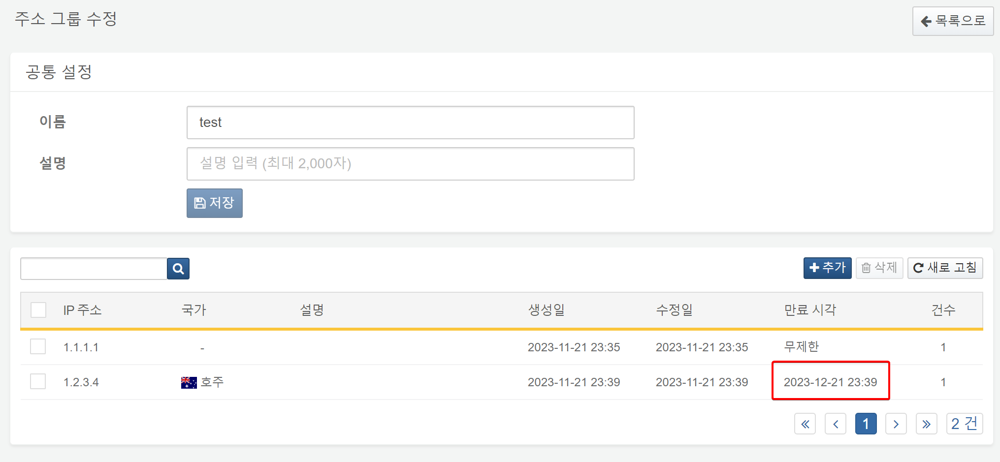 주소 그룹 수정
목록으로
공통 설정
이름
test
설명
설명 입력 (최대 2,000자)
저장
추가 삭제 새로 고침
IP 주소 국가 설명 생성일 수정일 만료 시각 건수
1.1.1.1 - 2023-11-21 23:35 2023-11-21 23:35 무제한 1
1.2.3.4 호주 2023-11-21 23:39 2023-11-21 23:39 2023-12-21 23:39 1
« ‹ 1 › » 2 건